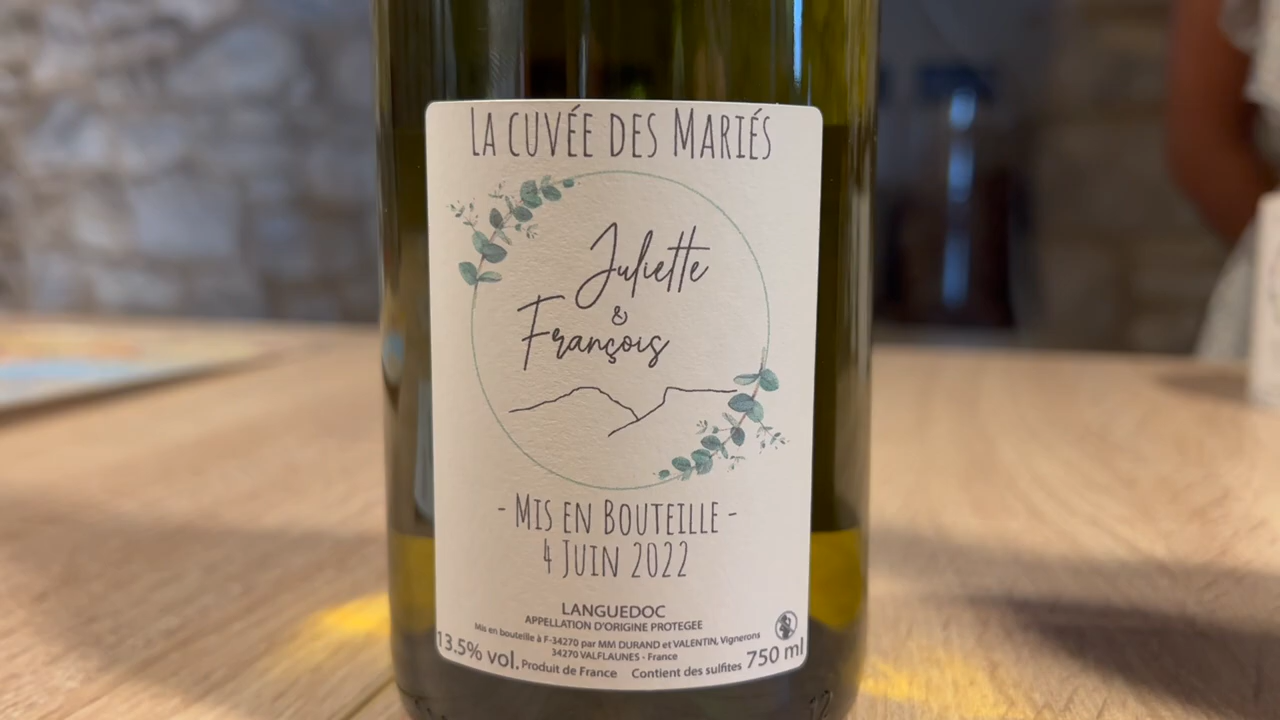 LA CUVÉE DES MARIÉS
Juliette
&
François
- MIS EN BOUTEILLE -
4 JUIN 2022
LANGUEDOC
APPELLATION D'ORIGINE PROTEGEE
Mis en bouteille à F-34270 par MM DURAND et VALENTIN, Vignerons
34270 VALFLAUNES - France
13.5% vol. Produit de France Contient des sulfites 750 ml